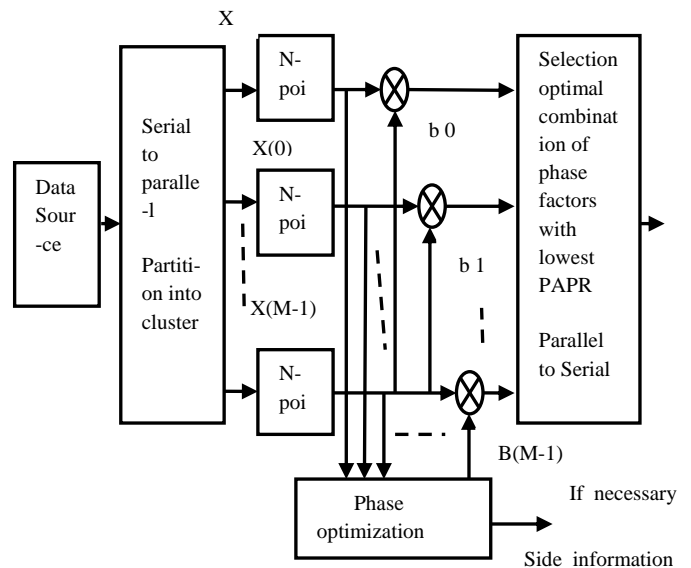 X
N-
poi
Selection
optimal
combinat
ion of
phase
factors
with
lowest
PAPR
Parallel
to Serial
b 0
Serial
to
paralle
-l
Partiti-
on into
cluster
X(0)
Data
Sour
-ce
N-
poi
b 1
X(M-1)
N-
poi
B(M-1)
Phase
optimization
If necessary
Side information